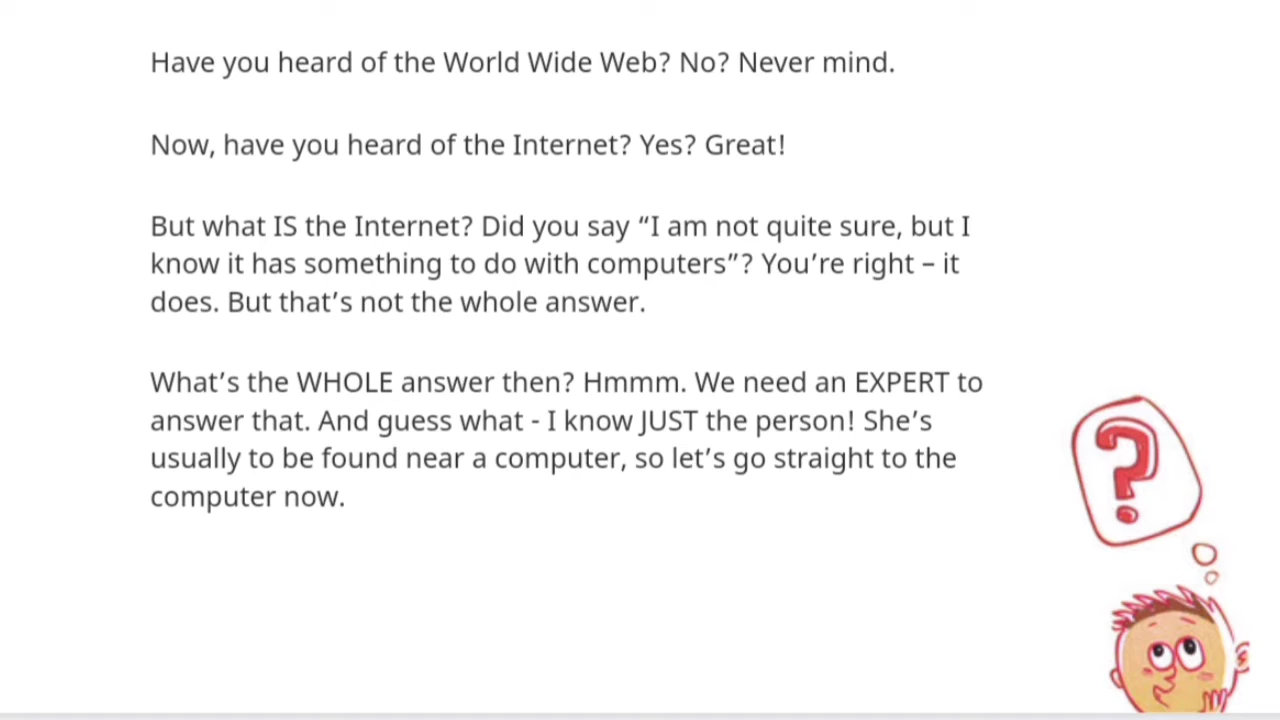 Have you heard of the World Wide Web? No? Never mind.
Now, have you heard of the Internet? Yes? Great!
But what IS the Internet? Did you say “I am not quite sure, but I
know it has something to do with computers”? You’re right – it
does. But that’s not the whole answer.
What’s the WHOLE answer then? Hmmm. We need an EXPERT to
answer that. And guess what - I know JUST the person! She’s
usually to be found near a computer, so let’s go straight to the
computer now.
?